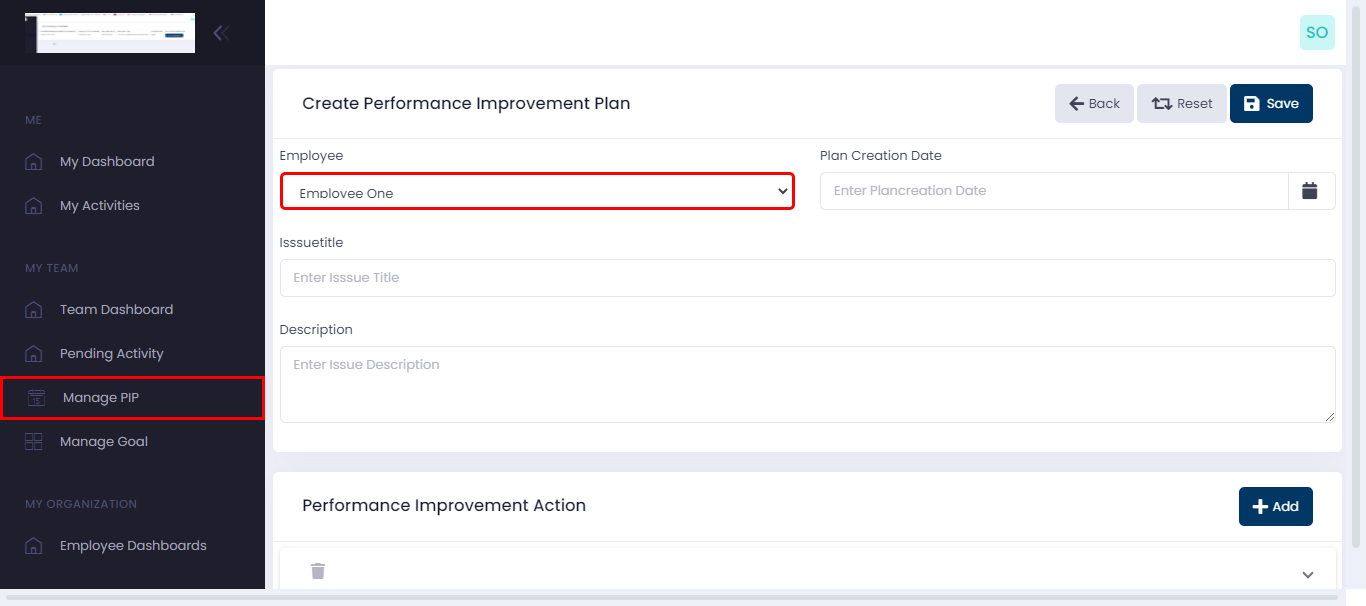 SO
ME
My Dashboard
My Activities
MY TEAM
Team Dashboard
Pending Activity
Manage PIP
Manage Goal
MY ORGANIZATION
Employee Dashboards
Create Performance Improvement Plan
Back
Reset
Save
Employee
Employee One
Plan Creation Date
Enter Plancreation Date
Isssuetitle
Enter Isssue Title
Description
Enter Issue Description
Performance Improvement Action
Add